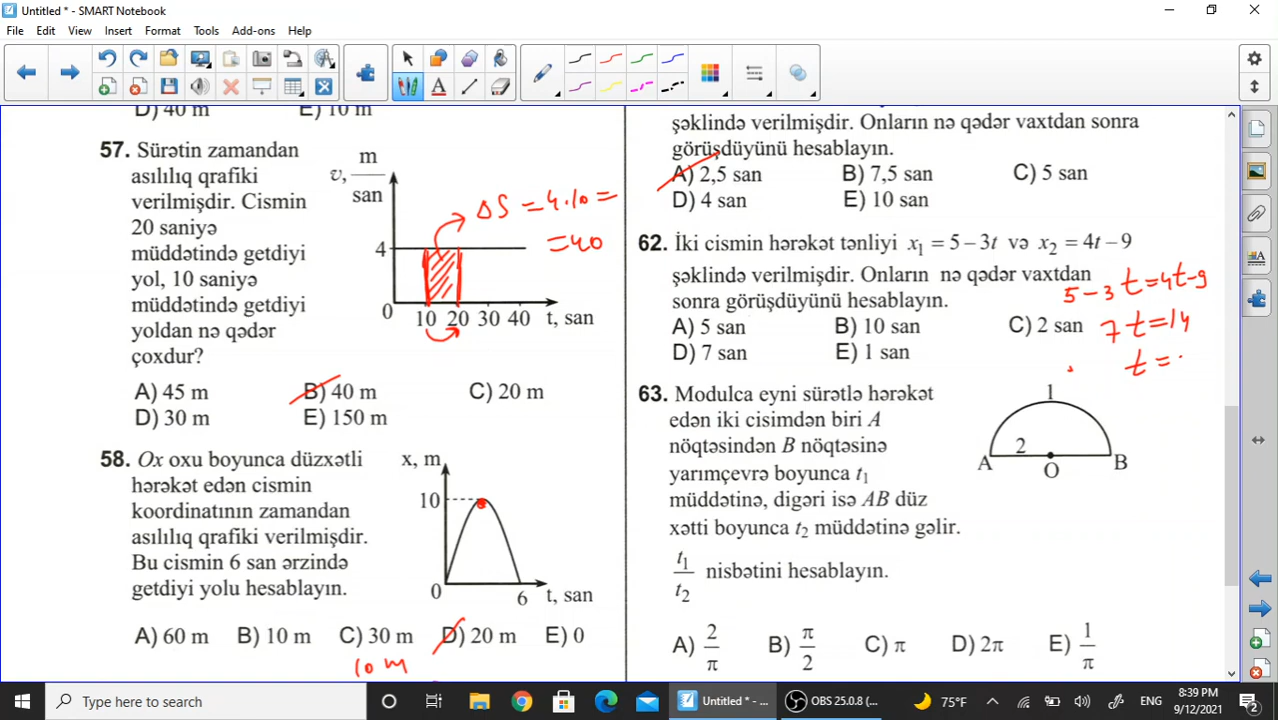 Untitled * - SMART Notebook
File Edit View Insert Format Tools Add-ons Help
D) 40 m E) 10 m
57. Sürətin zamandan
asılılıq qrafiki
verilmişdir. Cismin
20 saniyə
müddətində getdiyi
yol, 10 saniyə
müddətində getdiyi
yoldan nə qədər
çoxdur?
v, m/san
4
0 10 20 30 40 t, san
ΔS = 4·10 =
=40
A) 45 m B) 40 m C) 20 m
D) 30 m E) 150 m
58. Ox oxu boyunca düzxətli
hərəkət edən cismin
koordinatının zamandan
asılılıq qrafiki verilmişdir.
Bu cismin 6 san ərzində
getdiyi yolu hesablayın.
x, m
10
0 6 t, san
A) 60 m B) 10 m C) 30 m D) 20 m E) 0
10 m
şəklində verilmişdir. Onların nə qədər vaxtdan sonra
görüşdüyünü hesablayın.
A) 2,5 san B) 7,5 san C) 5 san
D) 4 san E) 10 san
62. İki cismin hərəkət tənliyi x₁ = 5 – 3t və x₂ = 4t – 9
şəklində verilmişdir. Onların nə qədər vaxtdan
sonra görüşdüyünü hesablayın.
A) 5 san B) 10 san C) 2 san
D) 7 san E) 1 san
5-3t=4t-9
7t=14
t=
63. Modulca eyni sürətlə hərəkət
edən iki cisimdən biri A
nöqtəsindən B nöqtəsinə
yarımçevrə boyunca t₁
müddətinə, digəri isə AB düz
xətti boyunca t₂ müddətinə gəlir.
t₁/t₂ nisbətini hesablayın.
1
2
A O B
A) 2/π B) π/2 C) π D) 2π E) 1/π
Type here to search
Untitled * - ...
OBS 25.0.8 (...
75°F
ENG
8:39 PM
9/12/2021
2